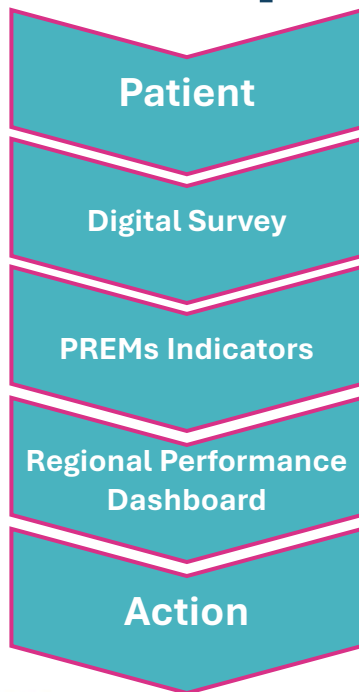 Patient
Digital Survey
PREMs Indicators
Regional Performance
Dashboard
Action